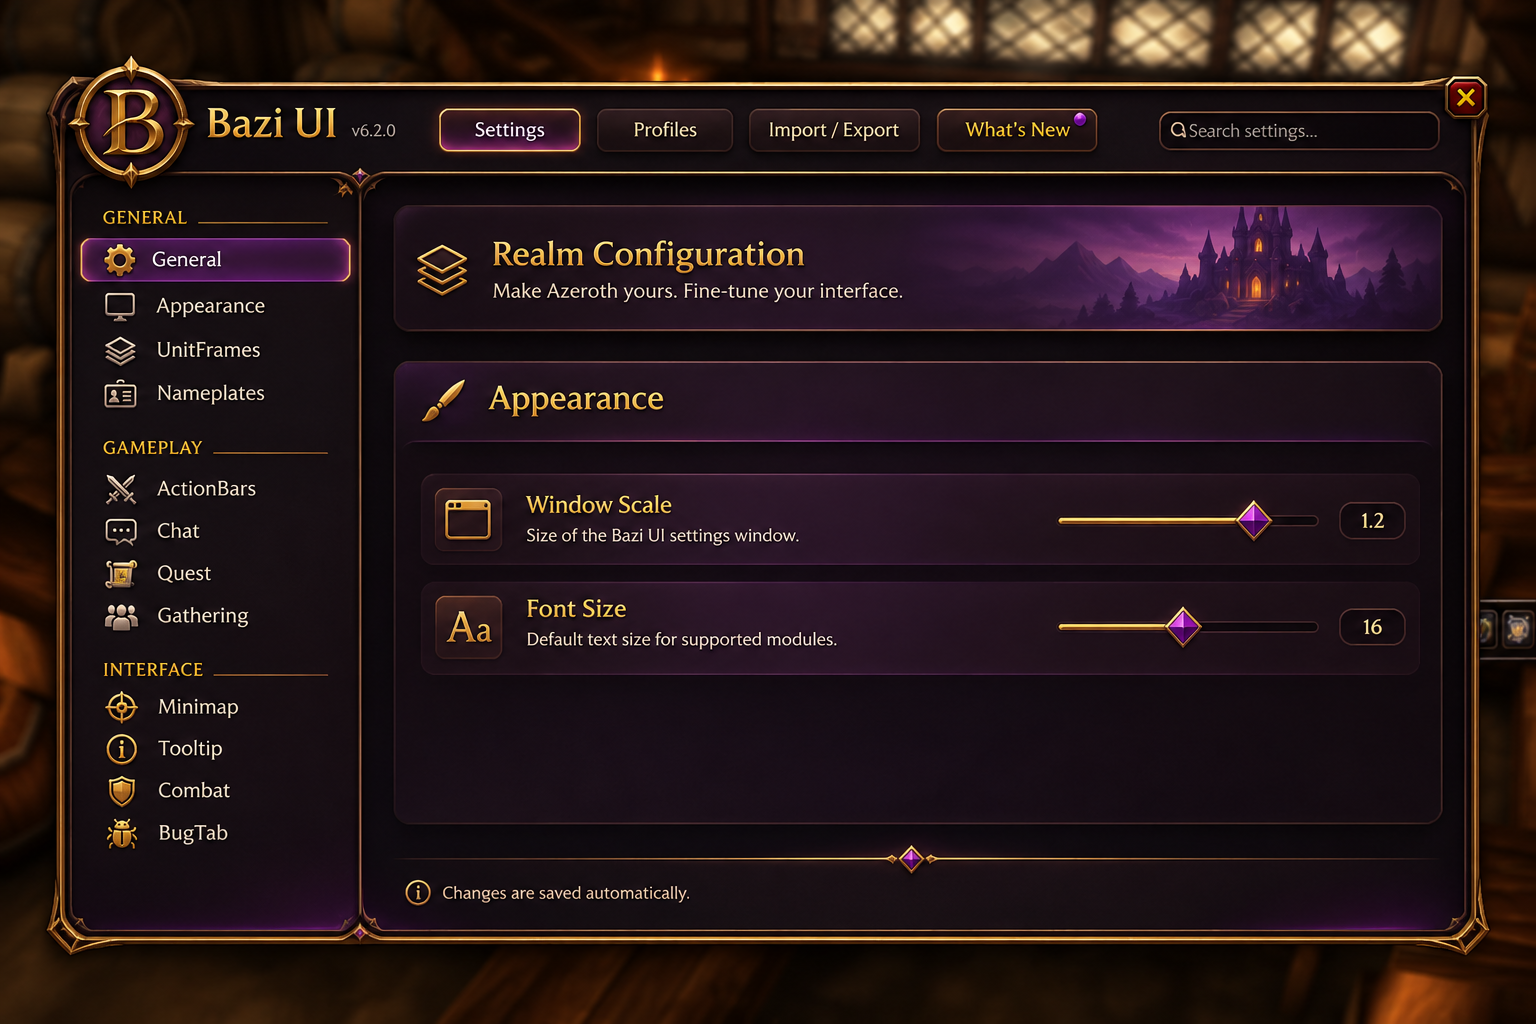 B
Bazi UI v6.2.0
Settings
Profiles
Import / Export
What's New
Search settings...
GENERAL
General
Appearance
UnitFrames
Nameplates
GAMEPLAY
ActionBars
Chat
Quest
Gathering
INTERFACE
Minimap
Tooltip
Combat
BugTab
Realm Configuration
Make Azeroth yours. Fine-tune your interface.
Appearance
Window Scale
Size of the Bazi UI settings window.
1.2
Aa
Font Size
Default text size for supported modules.
16
Changes are saved automatically.